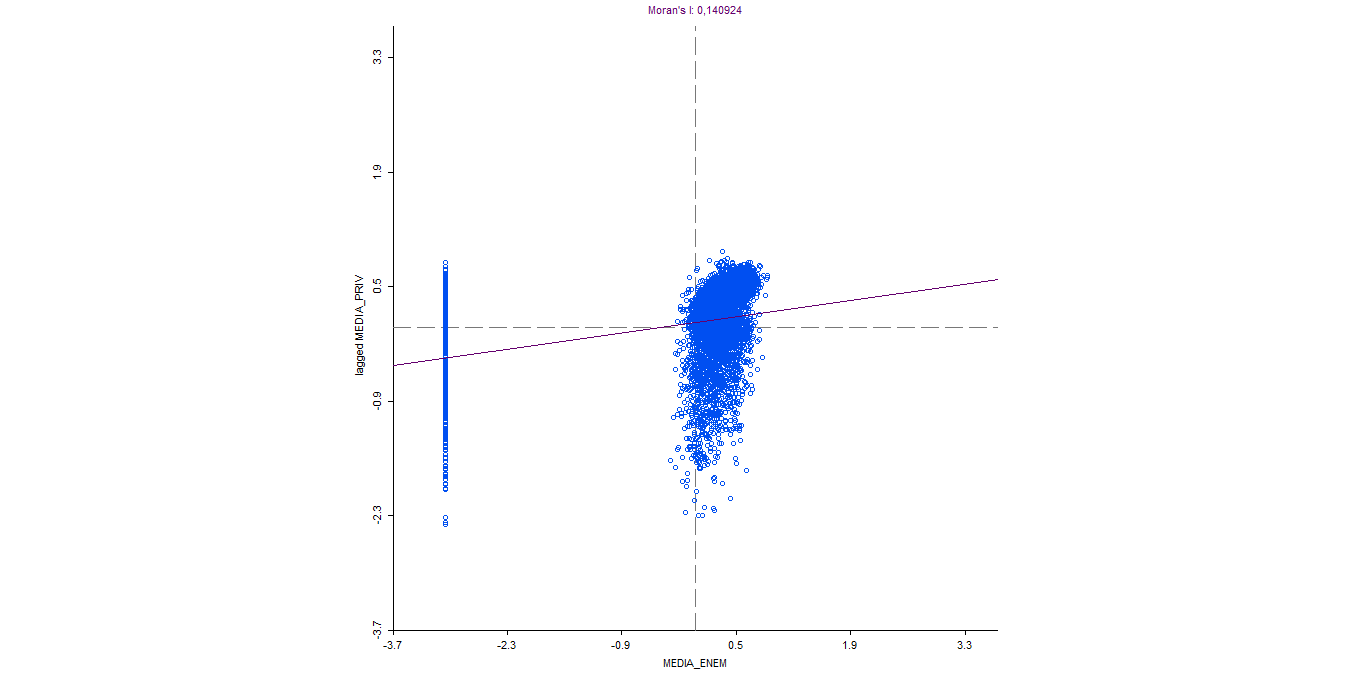 Moran's I: 0,140924
3.3
1.9
0.5
-0.9
-2.3
-3.7
lagged MEDIA_PRIV
-3.7 -2.3 -0.9 0.5 1.9 3.3
MEDIA_ENEM